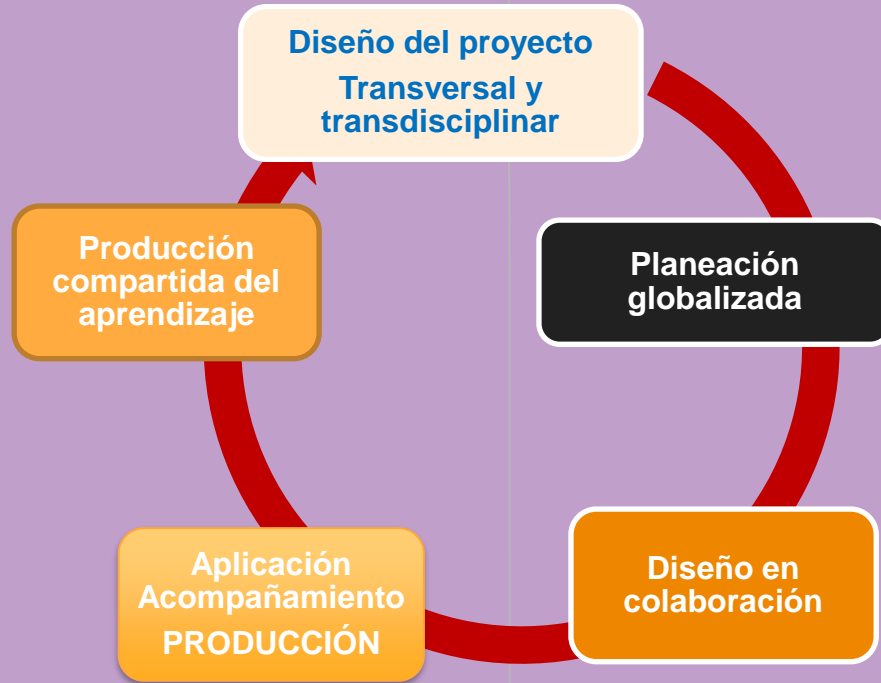 Diseño del proyecto
Transversal y
transdisciplinar
Planeación
globalizada
Diseño en
colaboración
Aplicación
Acompañamiento
PRODUCCIÓN
Producción
compartida del
aprendizaje